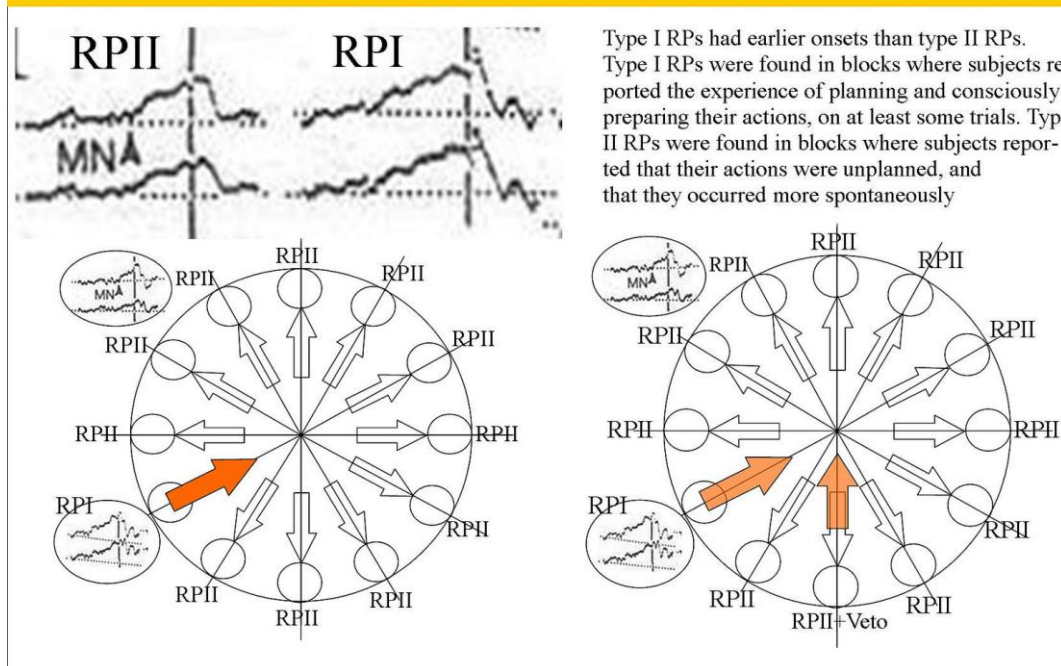 RPII
RPI
MN
Type I RPs had earlier onsets than type II RPs.
Type I RPs were found in blocks where subjects re
ported the experience of planning and consciously
preparing their actions, on at least some trials. Typ
II RPs were found in blocks where subjects repor-
ted that their actions were unplanned, and
that they occurred more spontaneously
RPII
RPII
RPII
RPII
RPII
RPII
RPII
RPI
RPII
RPII
RPII
RPII
MN
RPII
RPII
RPII
RPII
RPII
RPII
RPII
RPI
RPII
RPII
RPII
RPII+Veto
MN